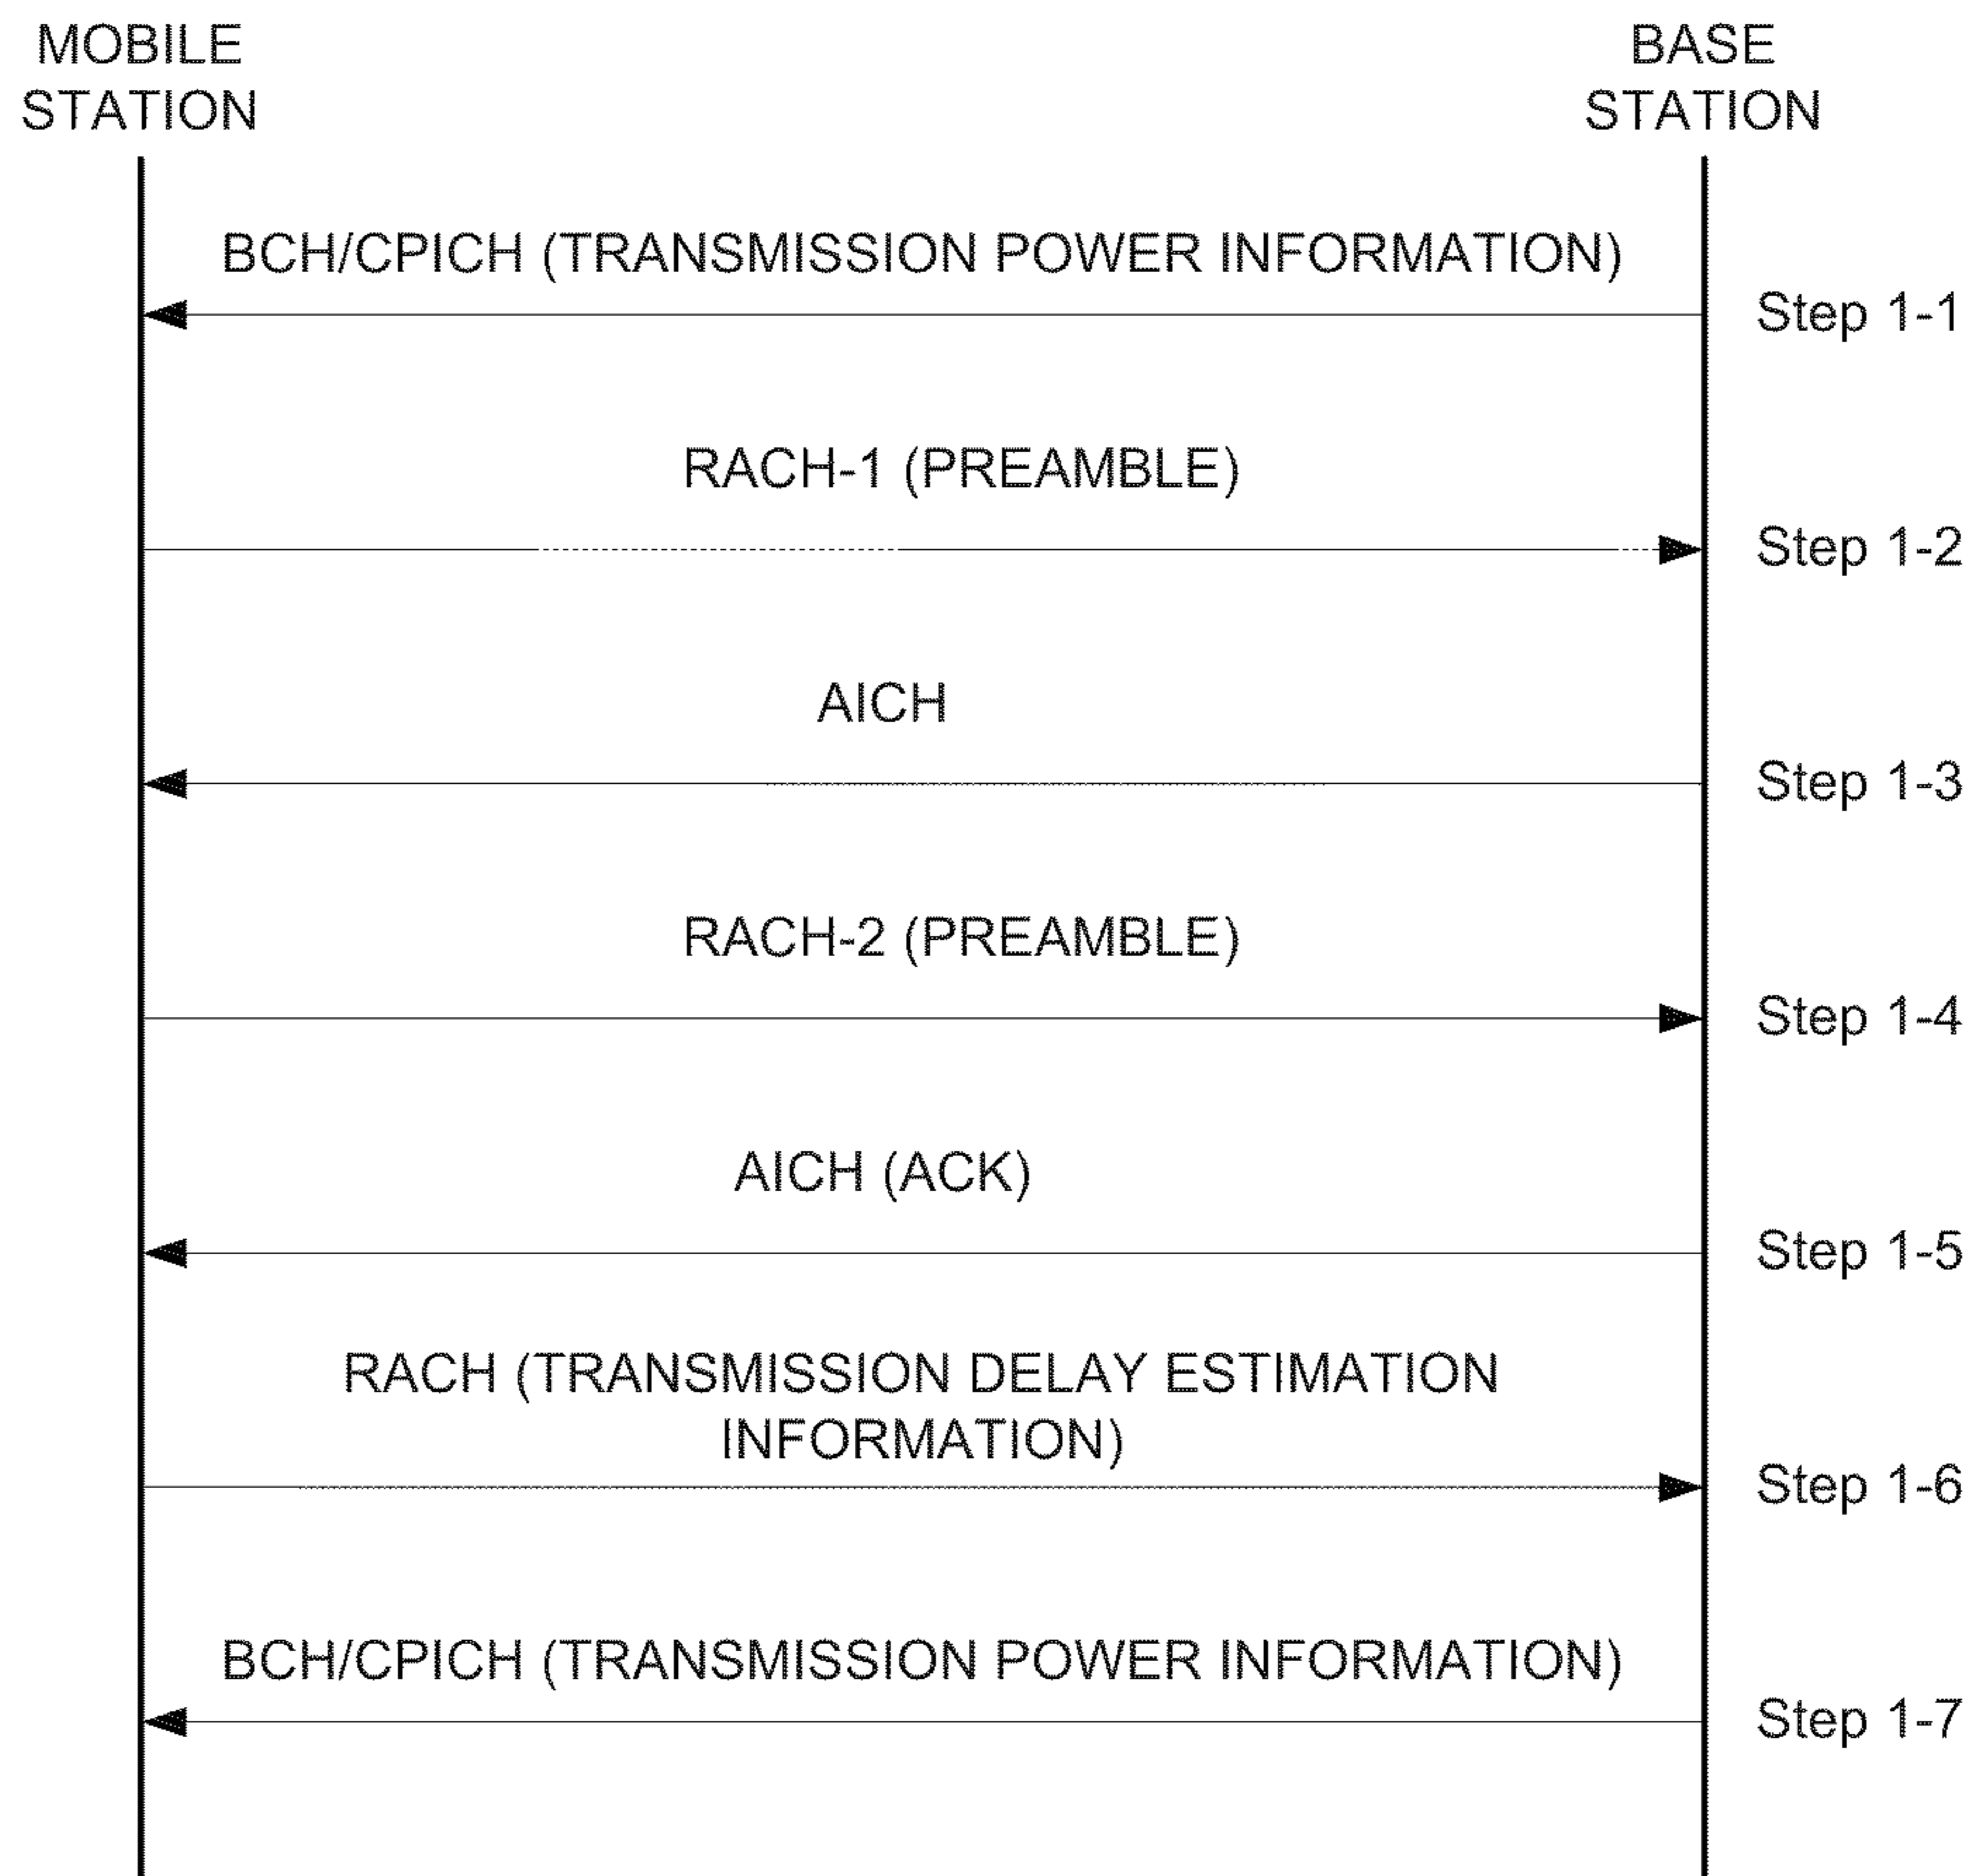 MOBILE
STATION
BASE
STATION
BCH/CPICH (TRANSMISSION POWER INFORMATION)
Step 1-1
RACH-1 (PREAMBLE)
Step 1-2
AICH
Step 1-3
RACH-2 (PREAMBLE)
Step 1-4
AICH (ACK)
Step 1-5
RACH (TRANSMISSION DELAY ESTIMATION
INFORMATION)
Step 1-6
BCH/CPICH (TRANSMISSION POWER INFORMATION)
Step 1-7